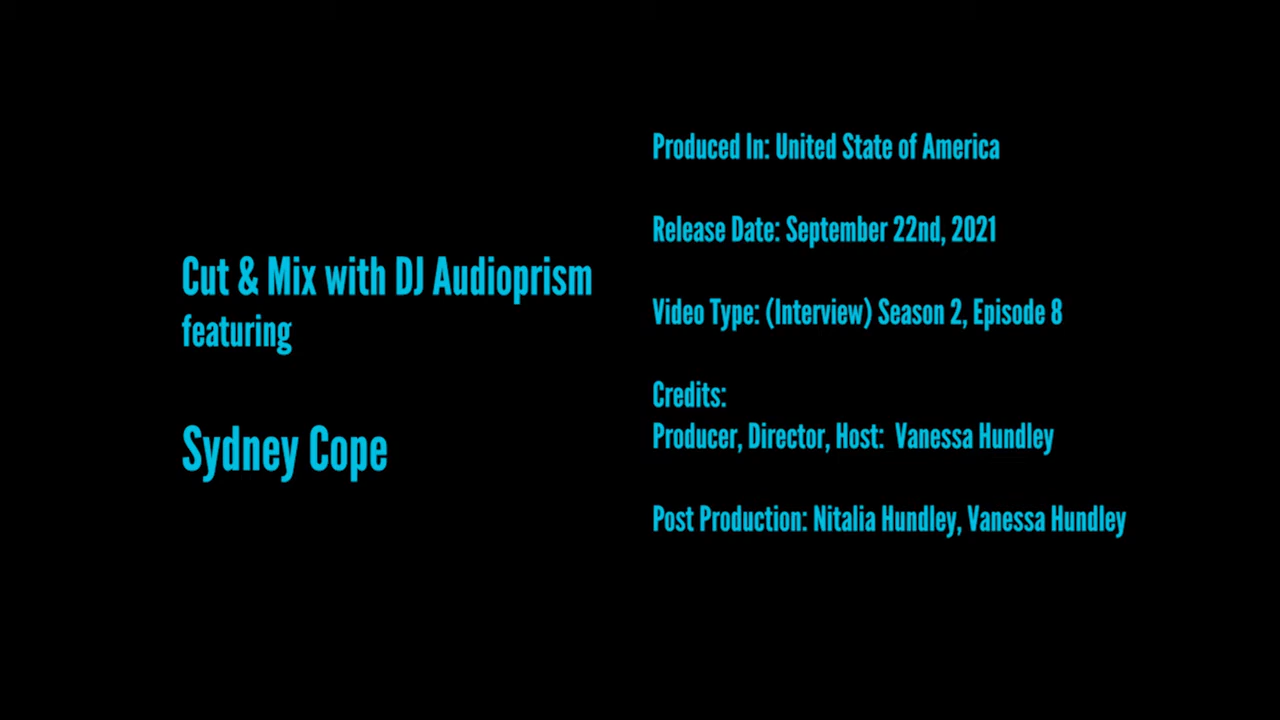 Cut & Mix with DJ Audioprism
featuring
Sydney Cope
Produced In: United State of America
Release Date: September 22nd, 2021
Video Type: (Interview) Season 2, Episode 8
Credits:
Producer, Director, Host:  Vanessa Hundley
Post Production: Nitalia Hundley, Vanessa Hundley